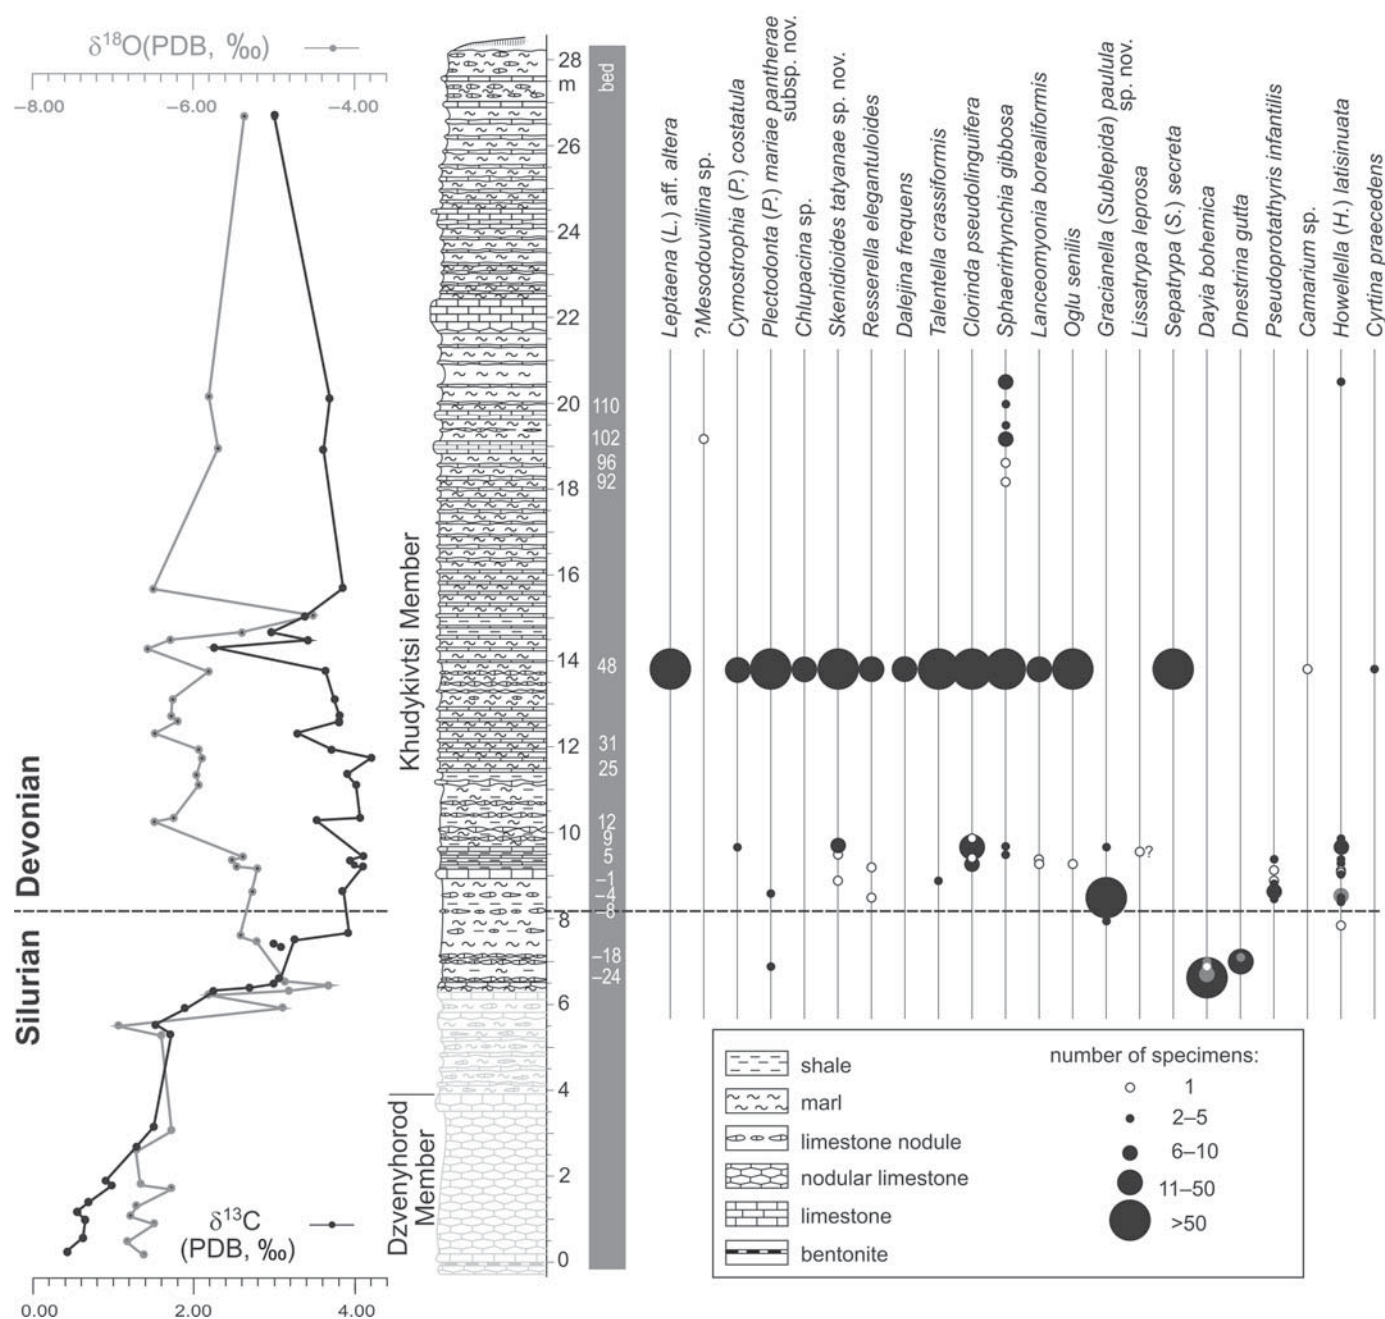 δ18O(PDB, ‰)
−8.00
−6.00
−4.00
28
m
26
24
22
20
18
16
14
12
10
8
6
4
2
0
bed
110
102
96
92
48
31
25
12
9
5
−1
−4
−8
−18
−24
Khudykivtsi Member
Dzvenyhorod
Member
Devonian
Silurian
δ13C
(PDB, ‰)
0.00
2.00
4.00
Leptaena (L.) aff. altera
?Mesodouvillina sp.
Cymostrophia (P.) costatula
Plectodonta (P.) mariae pantherae
subsp. nov.
Chlupacina sp.
Skenidioides tatyanae sp. nov.
Resserella elegantuloides
Dalejina frequens
Talentella crassiformis
Clorinda pseudolinguifera
Sphaerirhynchia gibbosa
Lanceomyonia borealiformis
Oglu senilis
Gracianella (Sublepida) paulula
sp. nov.
Lissatrypa leprosa
Septatrypa (S.) secreta
Dayia bohemica
Dnestrina gutta
Pseudoprotathyris infantilis
Camarium sp.
Howellella (H.) latisinuata
Cyrtina praecedens
?
shale
marl
limestone nodule
nodular limestone
limestone
bentonite
number of specimens:
1
2–5
6–10
11–50
>50